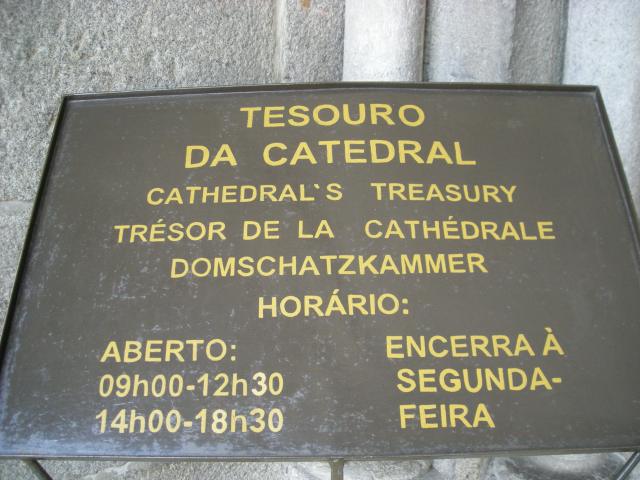 TESOURO
DA CATEDRAL
CATHEDRAL`S TREASURY
TRÉSOR DE LA CATHÉDRALE
DOMSCHATZKAMMER
HORÁRIO:
ABERTO:
09h00-12h30
14h00-18h30
ENCERRA À
SEGUNDA-
FEIRA